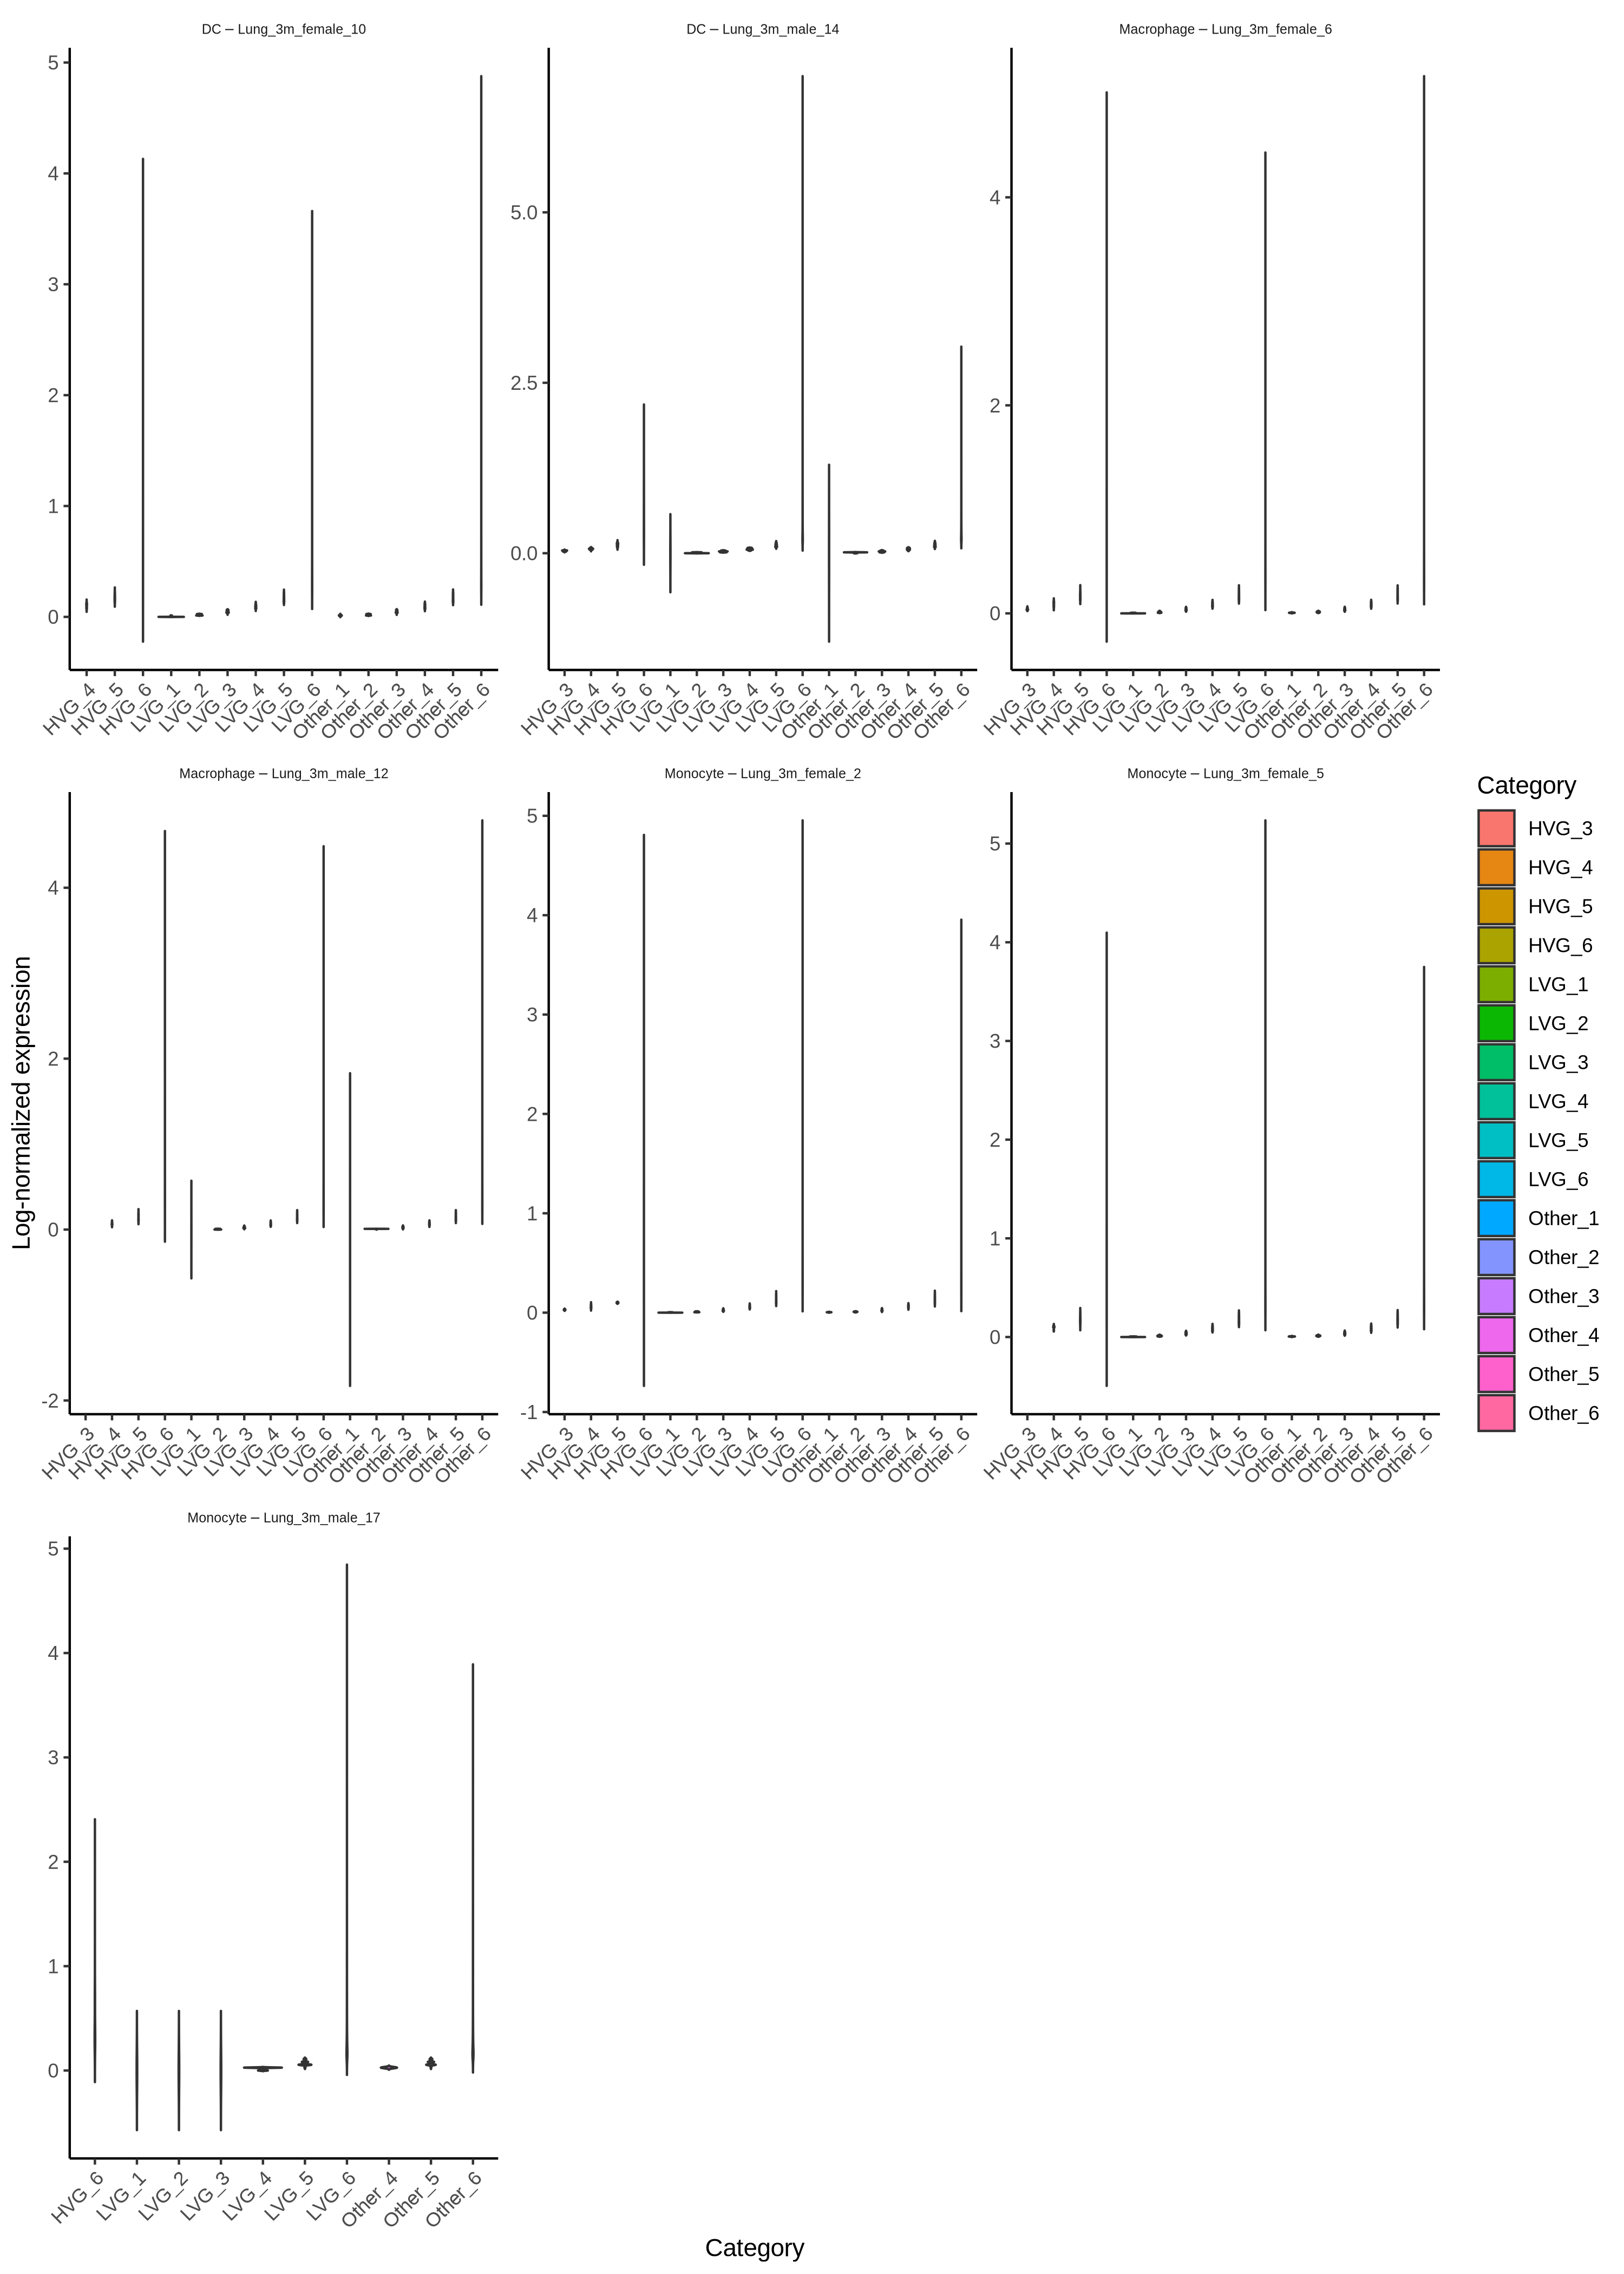 DC – Lung_3m_female_10
DC – Lung_3m_male_14
Macrophage – Lung_3m_female_6
5
4
3
2
1
0
5.0
2.5
0.0
4
2
0
HVG_4
HVG_5
HVG_6
LVG_1
LVG_2
LVG_3
LVG_4
LVG_5
LVG_6
Other_1
Other_2
Other_3
Other_4
Other_5
Other_6
HVG_3
HVG_4
HVG_5
HVG_6
LVG_1
LVG_2
LVG_3
LVG_4
LVG_5
LVG_6
Other_1
Other_2
Other_3
Other_4
Other_5
Other_6
HVG_3
HVG_4
HVG_5
HVG_6
LVG_1
LVG_2
LVG_3
LVG_4
LVG_5
LVG_6
Other_1
Other_2
Other_3
Other_4
Other_5
Other_6
Macrophage – Lung_3m_male_12
Monocyte – Lung_3m_female_2
Monocyte – Lung_3m_female_5
Log-normalized expression
4
2
0
-2
5
4
3
2
1
0
-1
5
4
3
2
1
0
HVG_3
HVG_4
HVG_5
HVG_6
LVG_1
LVG_2
LVG_3
LVG_4
LVG_5
LVG_6
Other_1
Other_2
Other_3
Other_4
Other_5
Other_6
HVG_3
HVG_4
HVG_5
HVG_6
LVG_1
LVG_2
LVG_3
LVG_4
LVG_5
LVG_6
Other_1
Other_2
Other_3
Other_4
Other_5
Other_6
HVG_3
HVG_4
HVG_5
HVG_6
LVG_1
LVG_2
LVG_3
LVG_4
LVG_5
LVG_6
Other_1
Other_2
Other_3
Other_4
Other_5
Other_6
Category
HVG_3
HVG_4
HVG_5
HVG_6
LVG_1
LVG_2
LVG_3
LVG_4
LVG_5
LVG_6
Other_1
Other_2
Other_3
Other_4
Other_5
Other_6
Monocyte – Lung_3m_male_17
5
4
3
2
1
0
HVG_6
LVG_1
LVG_2
LVG_3
LVG_4
LVG_5
LVG_6
Other_4
Other_5
Other_6
Category